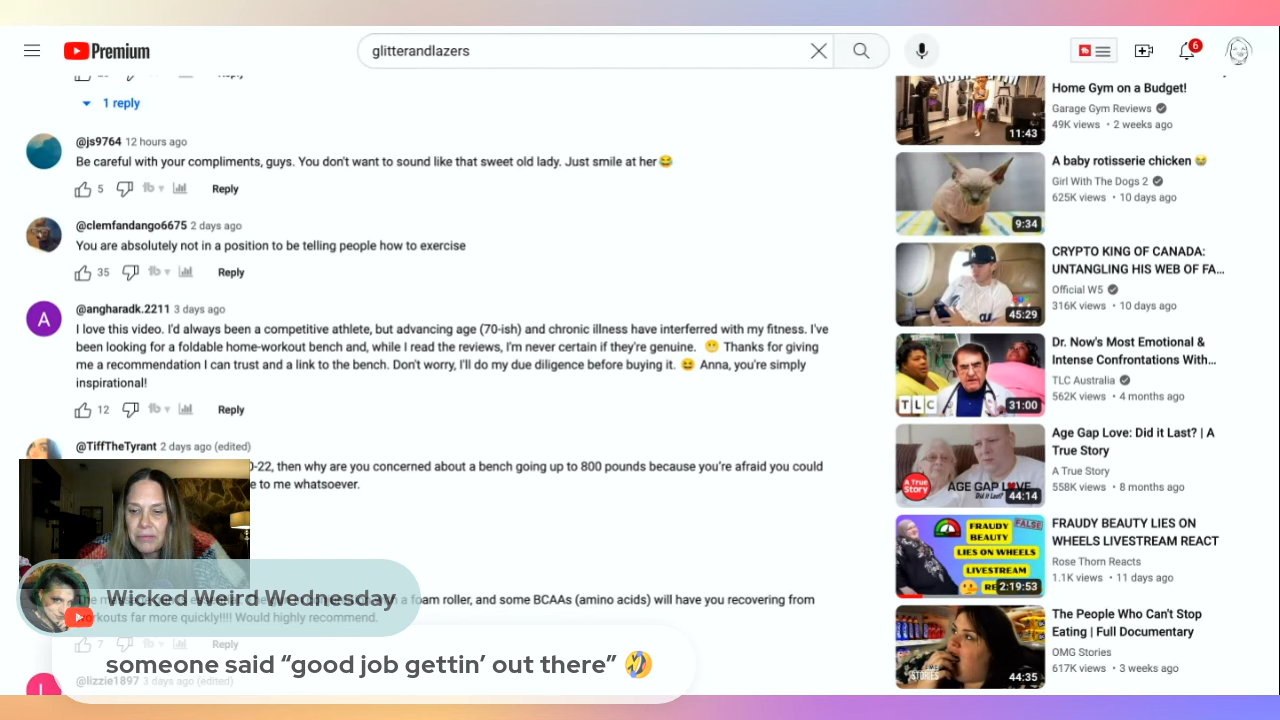 Premium
glitterandlazers
6
Reply
1 reply
@js9764 12 hours ago
Be careful with your compliments, guys. You don't want to sound like that sweet old lady. Just smile at her😂
5 Reply
@clemfandango6675 2 days ago
You are absolutely not in a position to be telling people how to exercise
35 Reply
A
@angharadk.2211 3 days ago
I love this video. I'd always been a competitive athlete, but advancing age (70-ish) and chronic illness have interferred with my fitness. I've
been looking for a foldable home-workout bench and, while I read the reviews, I'm never certain if they're genuine. 😬 Thanks for giving
me a recommendation I can trust and a link to the bench. Don't worry, I'll do my due diligence before buying it. 😆 Anna, you're simply
inspirational!
12 Reply
@TiffTheTyrant 2 days ago (edited)
0-22, then why are you concerned about a bench going up to 800 pounds because you're afraid you could
e to me whatsoever.
Wicked Weird Wednesday
a foam roller, and some BCAAs (amino acids) will have you recovering from
workouts far more quickly!!!! Would highly recommend.
7 Reply
someone said “good job gettin’ out there” 🤣
L
@lizzie1897 3 days ago (edited)
11:43
Home Gym on a Budget!
Garage Gym Reviews
49K views • 2 weeks ago
9:34
A baby rotisserie chicken 😭
Girl With The Dogs 2
625K views • 10 days ago
45:29
CRYPTO KING OF CANADA:
UNTANGLING HIS WEB OF FA...
Official W5
316K views • 10 days ago
TLC
31:00
Dr. Now's Most Emotional &
Intense Confrontations With...
TLC Australia
562K views • 4 months ago
A True Story
AGE GAP LOVE
Did it Last?
44:14
Age Gap Love: Did it Last? | A
True Story
A True Story
558K views • 8 months ago
FRAUDY FALSE
BEAUTY
LIES ON WHEELS
LIVESTREAM
2:19:53
FRAUDY BEAUTY LIES ON
WHEELS LIVESTREAM REACT
Rose Thorn Reacts
1.1K views • 11 days ago
STORIES
44:35
The People Who Can't Stop
Eating | Full Documentary
OMG Stories
617K views • 3 weeks ago